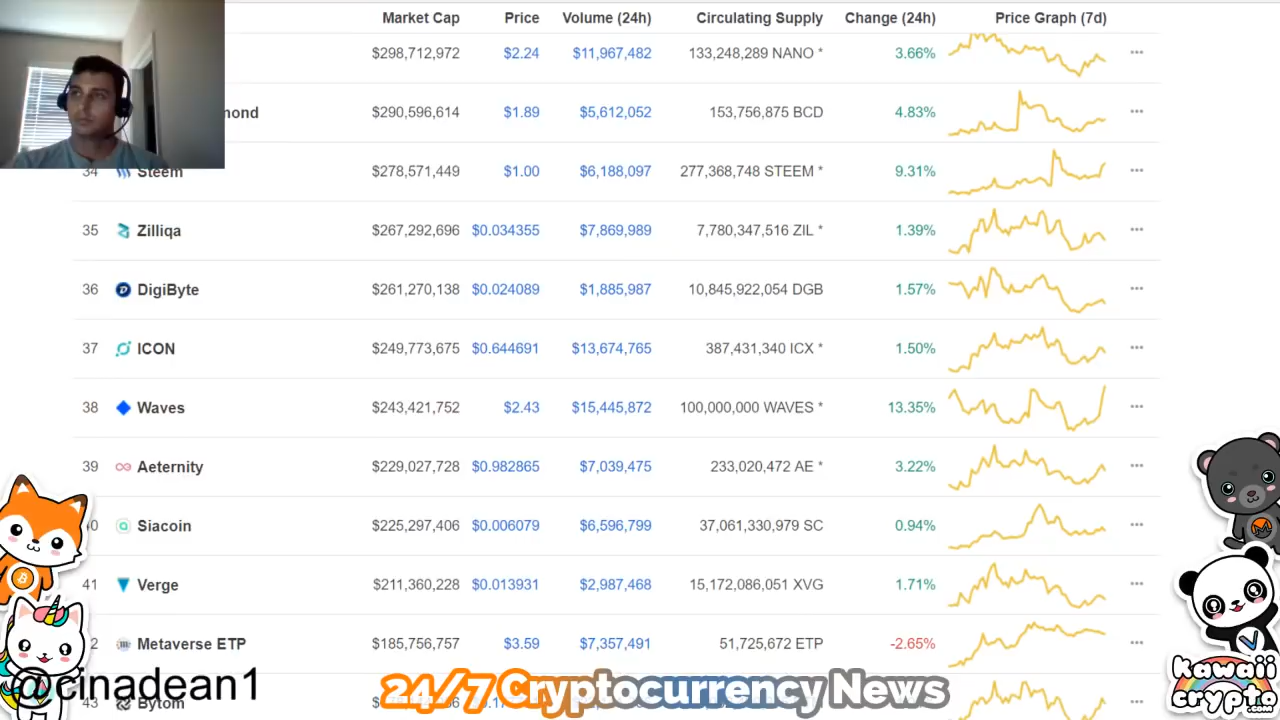 Market Cap Price Volume (24h) Circulating Supply Change (24h) Price Graph (7d)
$298,712,972 $2.24 $11,967,482 133,248,289 NANO * 3.66%
mond $290,596,614 $1.89 $5,612,052 153,756,875 BCD 4.83%
34 Steem $278,571,449 $1.00 $6,188,097 277,368,748 STEEM * 9.31%
35 Zilliqa $267,292,696 $0.034355 $7,869,989 7,780,347,516 ZIL * 1.39%
36 DigiByte $261,270,138 $0.024089 $1,885,987 10,845,922,054 DGB 1.57%
37 ICON $249,773,675 $0.644691 $13,674,765 387,431,340 ICX * 1.50%
38 Waves $243,421,752 $2.43 $15,445,872 100,000,000 WAVES * 13.35%
39 Aeternity $229,027,728 $0.982865 $7,039,475 233,020,472 AE * 3.22%
Siacoin $225,297,406 $0.006079 $6,596,799 37,061,330,979 SC 0.94%
41 Verge $211,360,228 $0.013931 $2,987,468 15,172,086,051 XVG 1.71%
2 Metaverse ETP $185,756,757 $3.59 $7,357,491 51,725,672 ETP -2.65%
43 Bytom
@cinadean1
24/7 Cryptocurrency News
kawaii
crypto
.com